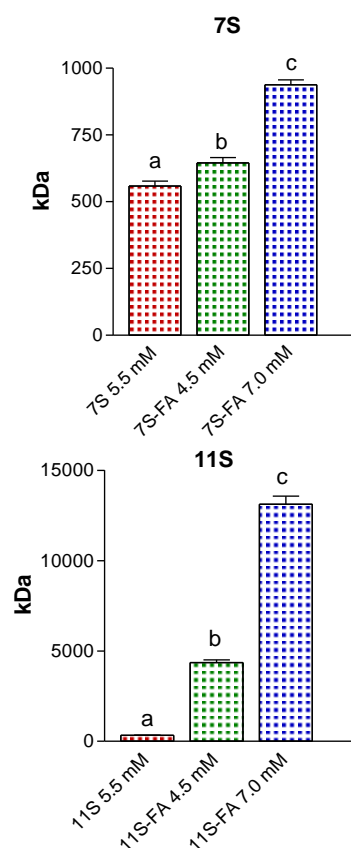 7S
kDa
1000
750
500
250
0
a
b
c
7S 5.5 mM
7S-FA 4.5 mM
7S-FA 7.0 mM
11S
kDa
15000
10000
5000
0
a
b
c
11S 5.5 mM
11S-FA 4.5 mM
11S-FA 7.0 mM